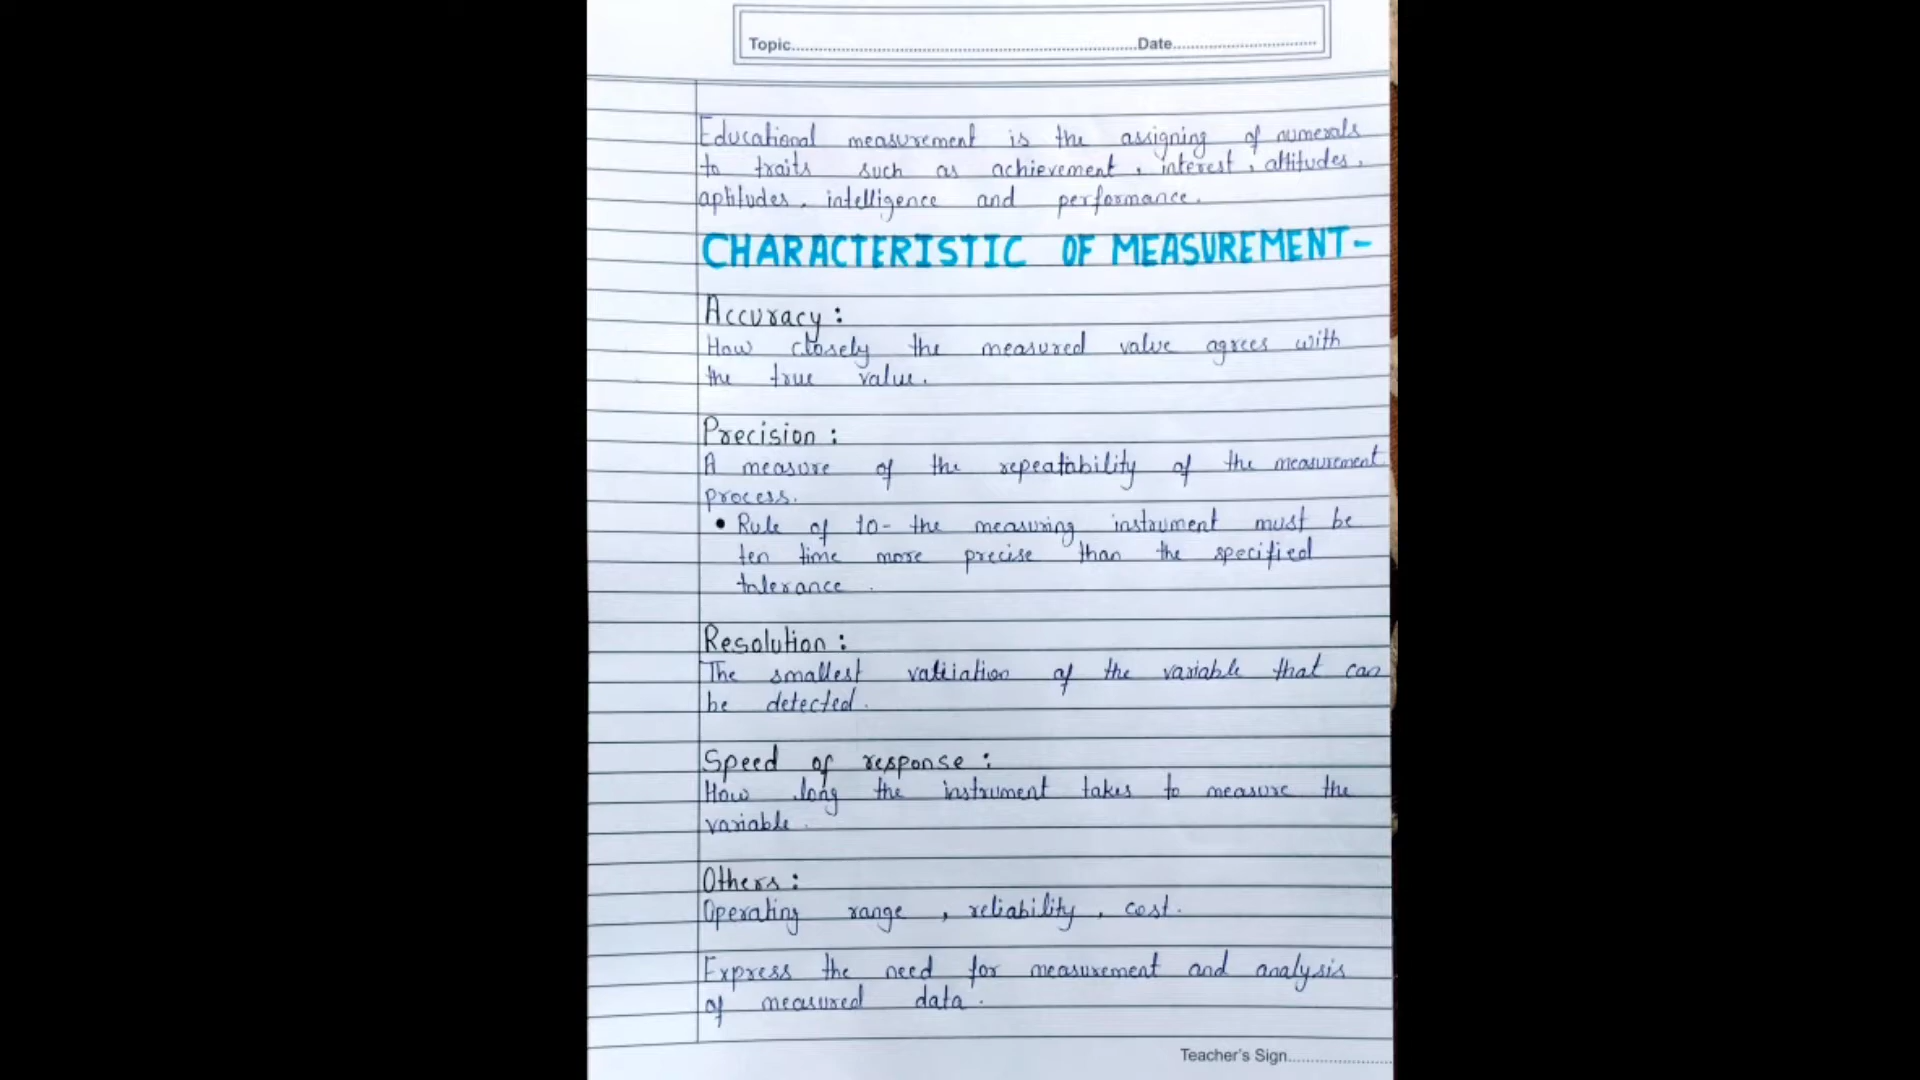 Topic..........Date..........
Educational measurement is the assigning of numerals
to traits such as achievement, interest, attitudes,
aptitudes, intelligence and performance.
CHARACTERISTIC OF MEASUREMENT-
Accuracy :
How closely the measured value agrees with
the true value.
Precision :
A measure of the repeatability of the measurement
process.
• Rule of 10- the measuring instrument must be
ten time more precise than the specified
tolerance.
Resolution :
The smallest variation of the variable that can
be detected.
Speed of response :
How long the instrument takes to measure the
variable.
Others :
Operating range, reliability, cost.
Express the need for measurement and analysis
of measured data.
Teacher's Sign..........